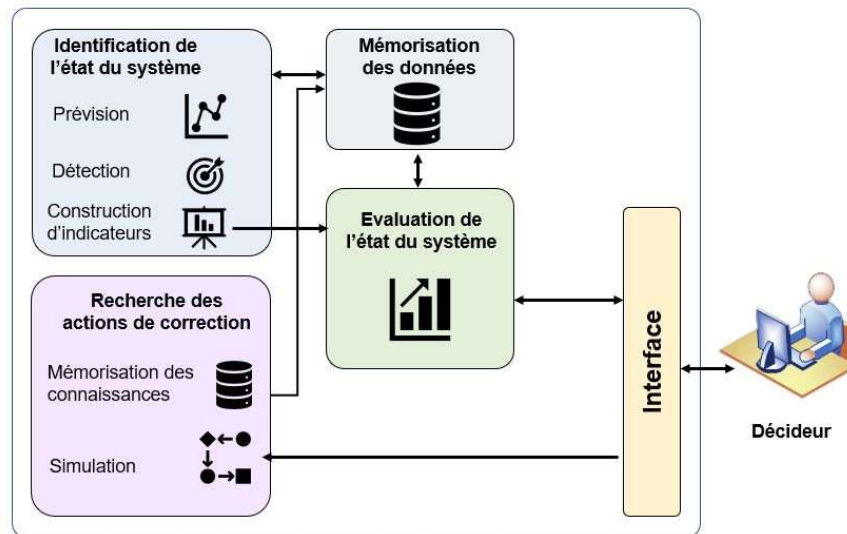 Identification de
l'état du système
Prévision
Détection
Construction
d'indicateurs
Mémorisation
des données
Evaluation de
l'état du système
Recherche des
actions de correction
Mémorisation des
connaissances
Simulation
Interface
Décideur